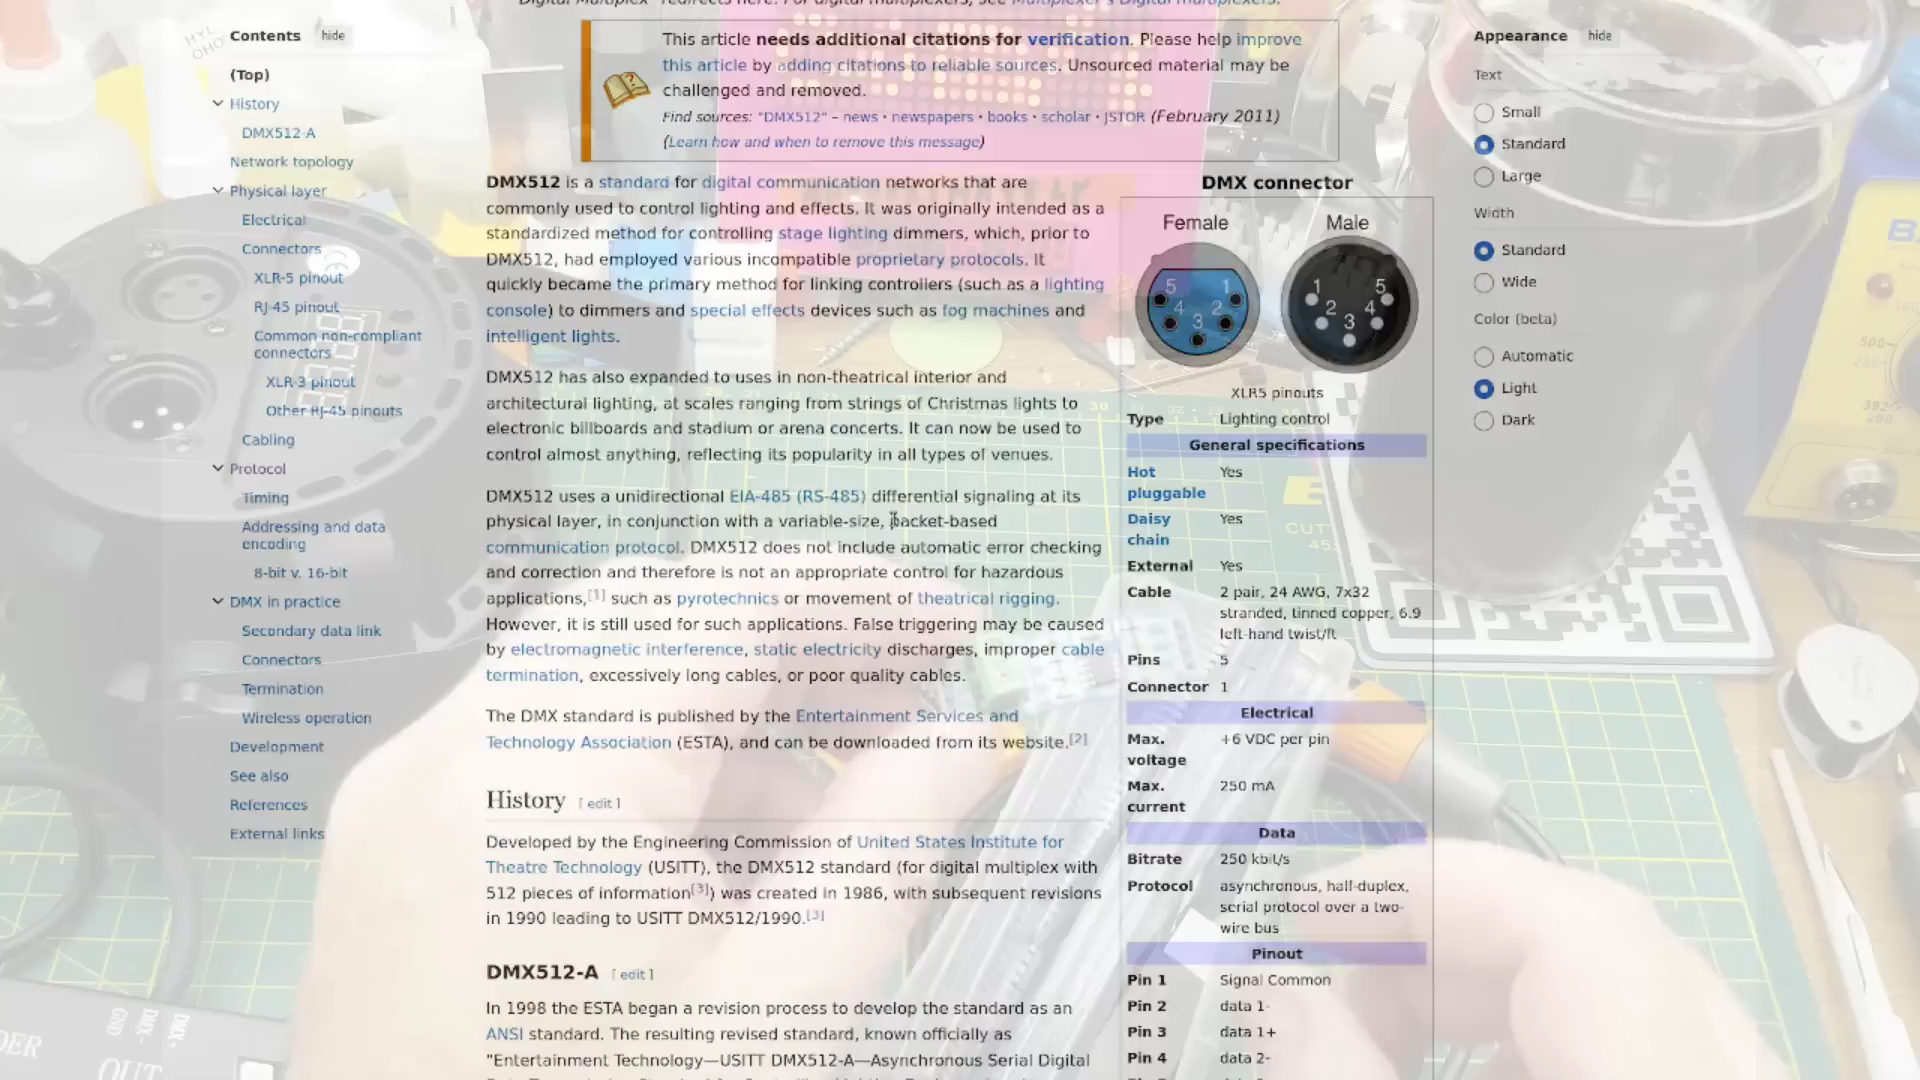 Digital Multiplex" redirects here. For digital multiplexers, see Multiplexer § Digital multiplexers.
Contents hide
(Top)
History
DMX512-A
Network topology
Physical layer
Electrical
Connectors
XLR-5 pinout
RJ-45 pinout
Common non-compliant
connectors
XLR-3 pinout
Other RJ-45 pinouts
Cabling
Protocol
Timing
Addressing and data
encoding
8-bit v. 16-bit
DMX in practice
Secondary data link
Connectors
Termination
Wireless operation
Development
See also
References
External links
This article needs additional citations for verification. Please help improve
this article by adding citations to reliable sources. Unsourced material may be
challenged and removed.
Find sources: "DMX512" – news · newspapers · books · scholar · JSTOR (February 2011)
(Learn how and when to remove this message)
DMX512 is a standard for digital communication networks that are
commonly used to control lighting and effects. It was originally intended as a
standardized method for controlling stage lighting dimmers, which, prior to
DMX512, had employed various incompatible proprietary protocols. It
quickly became the primary method for linking controllers (such as a lighting
console) to dimmers and special effects devices such as fog machines and
intelligent lights.
DMX512 has also expanded to uses in non-theatrical interior and
architectural lighting, at scales ranging from strings of Christmas lights to
electronic billboards and stadium or arena concerts. It can now be used to
control almost anything, reflecting its popularity in all types of venues.
DMX512 uses a unidirectional EIA-485 (RS-485) differential signaling at its
physical layer, in conjunction with a variable-size, packet-based
communication protocol. DMX512 does not include automatic error checking
and correction and therefore is not an appropriate control for hazardous
applications,[1] such as pyrotechnics or movement of theatrical rigging.
However, it is still used for such applications. False triggering may be caused
by electromagnetic interference, static electricity discharges, improper cable
termination, excessively long cables, or poor quality cables.
The DMX standard is published by the Entertainment Services and
Technology Association (ESTA), and can be downloaded from its website.[2]
History [ edit ]
Developed by the Engineering Commission of United States Institute for
Theatre Technology (USITT), the DMX512 standard (for digital multiplex with
512 pieces of information[3]) was created in 1986, with subsequent revisions
in 1990 leading to USITT DMX512/1990.[3]
DMX512-A [ edit ]
In 1998 the ESTA began a revision process to develop the standard as an
ANSI standard. The resulting revised standard, known officially as
"Entertainment Technology—USITT DMX512-A—Asynchronous Serial Digital
DMX connector
Female Male
5 1
4 2
3
1 5
2 4
3
XLR5 pinouts
Type Lighting control
General specifications
Hot Yes
pluggable
Daisy Yes
chain
External Yes
Cable 2 pair, 24 AWG, 7x32
stranded, tinned copper, 6.9
left-hand twist/ft
Pins 5
Connector 1
Electrical
Max. +6 VDC per pin
voltage
Max. 250 mA
current
Data
Bitrate 250 kbit/s
Protocol asynchronous, half-duplex,
serial protocol over a two-
wire bus
Pinout
Pin 1 Signal Common
Pin 2 data 1-
Pin 3 data 1+
Pin 4 data 2-
Appearance hide
Text
Small
Standard
Large
Width
Standard
Wide
Color (beta)
Automatic
Light
Dark
GND
DMX-
DMX+
OUT